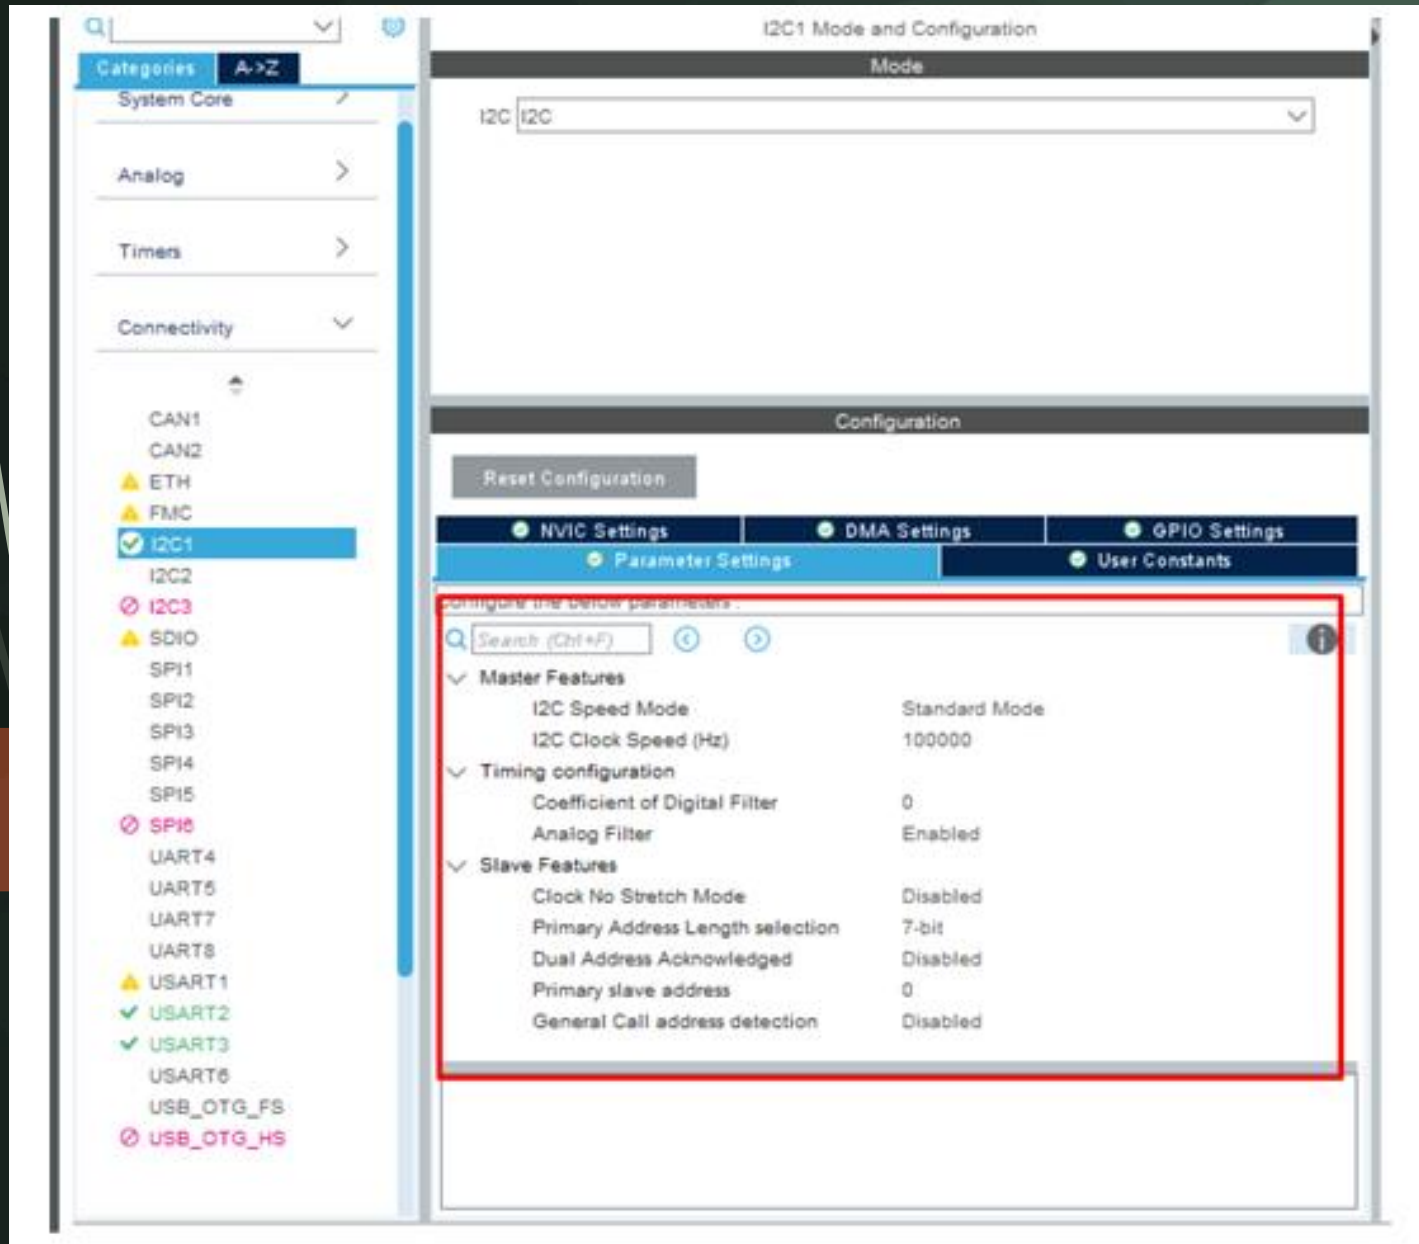 I2C1 Mode and Configuration
Categories A->Z
Mode
System Core
I2C I2C
Analog
Timers
Connectivity
CAN1
Configuration
CAN2
Reset Configuration
ETH
FMC
NVIC Settings DMA Settings GPIO Settings
I2C1
Parameter Settings User Constants
I2C2
I2C3
Configure the below parameters :
SDIO
Search (Ctrl+F)
SPI1
Master Features
SPI2
I2C Speed Mode Standard Mode
SPI3
I2C Clock Speed (Hz) 100000
SPI4
Timing configuration
SPI5
Coefficient of Digital Filter 0
SPI6
Analog Filter Enabled
UART4
Slave Features
UART5
Clock No Stretch Mode Disabled
UART7
Primary Address Length selection 7-bit
UART8
Dual Address Acknowledged Disabled
USART1
Primary slave address 0
USART2
General Call address detection Disabled
USART3
USART6
USB_OTG_FS
USB_OTG_HS